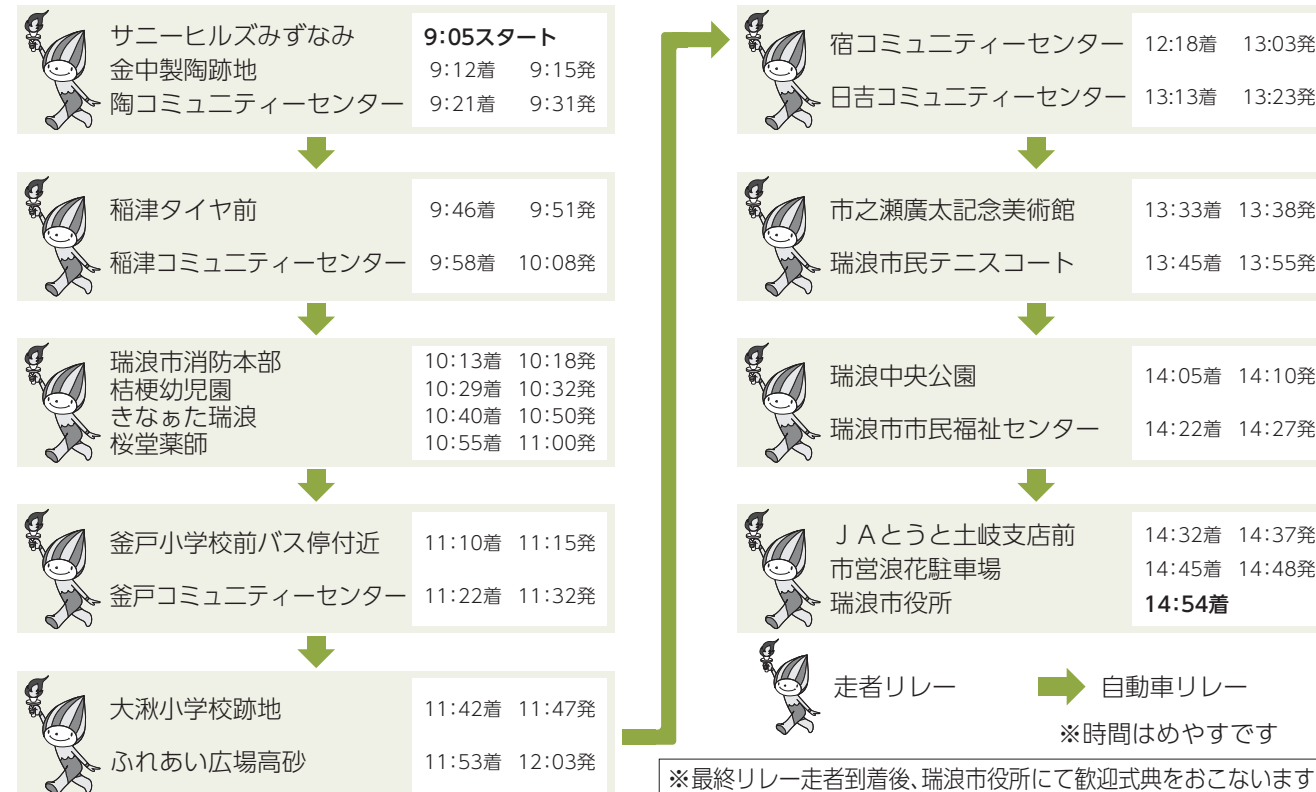 サニーヒルズみずなみ 9:05スタート
金中製陶跡地 9:12着 9:15発
陶コミュニティーセンター 9:21着 9:31発
稲津タイヤ前 9:46着 9:51発
稲津コミュニティーセンター 9:58着 10:08発
瑞浪市消防本部 10:13着 10:18発
桔梗幼児園 10:29着 10:32発
きなぁた瑞浪 10:40着 10:50発
桜堂薬師 10:55着 11:00発
釜戸小学校前バス停付近 11:10着 11:15発
釜戸コミュニティーセンター 11:22着 11:32発
大湫小学校跡地 11:42着 11:47発
ふれあい広場高砂 11:53着 12:03発
宿コミュニティーセンター 12:18着 13:03発
日吉コミュニティーセンター 13:13着 13:23発
市之瀬廣太記念美術館 13:33着 13:38発
瑞浪市民テニスコート 13:45着 13:55発
瑞浪中央公園 14:05着 14:10発
瑞浪市市民福祉センター 14:22着 14:27発
ＪＡとうと土岐支店前 14:32着 14:37発
市営浪花駐車場 14:45着 14:48発
瑞浪市役所 14:54着
走者リレー 自動車リレー
※時間はめやすです
※最終リレー走者到着後、瑞浪市役所にて歓迎式典をおこないます